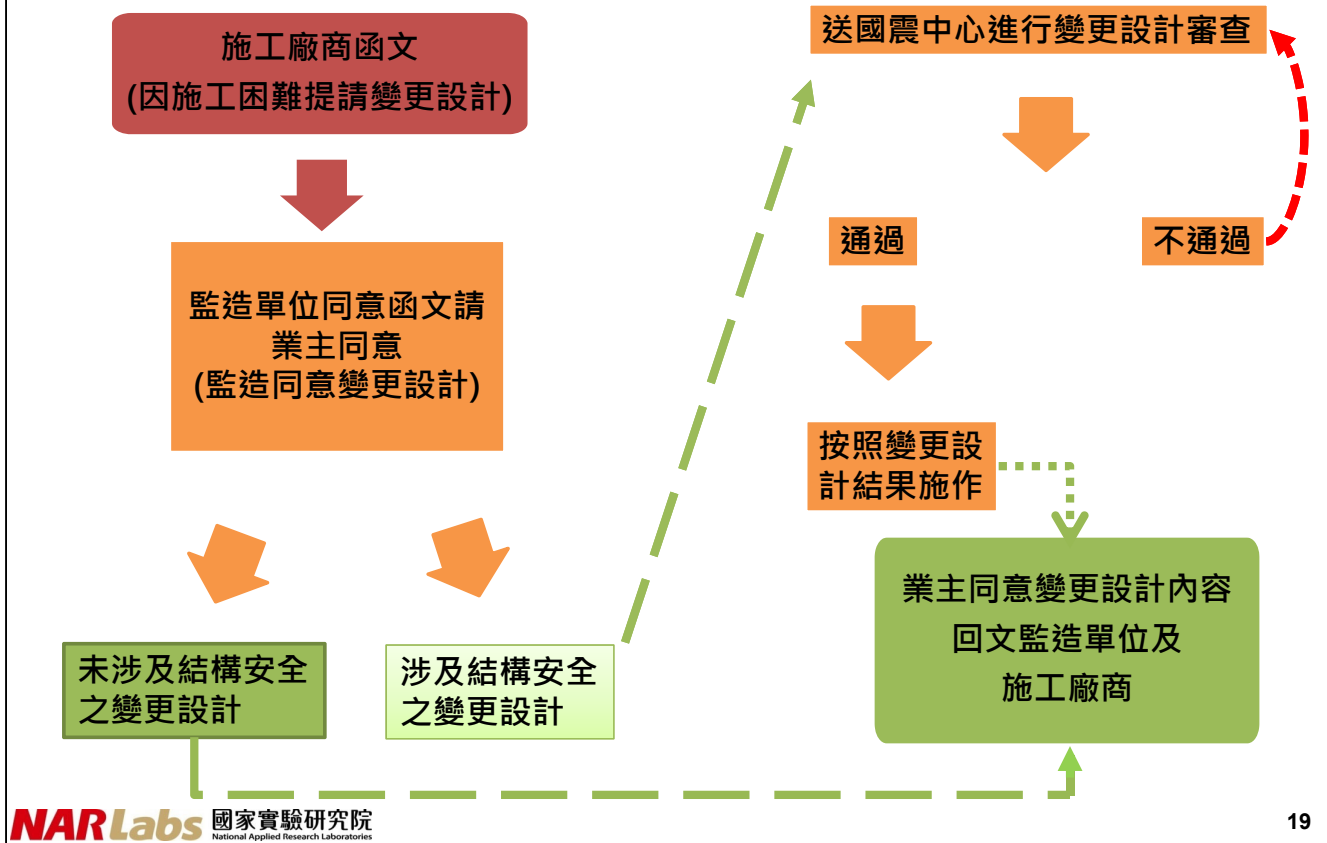 施工廠商函文
(因施工困難提請變更設計)
監造單位同意函文請
業主同意
(監造同意變更設計)
未涉及結構安全
之變更設計
涉及結構安全
之變更設計
送國震中心進行變更設計審查
通過
不通過
按照變更設
計結果施作
業主同意變更設計內容
回文監造單位及
施工廠商
NARLabs 國家實驗研究院
National Applied Research Laboratories
19